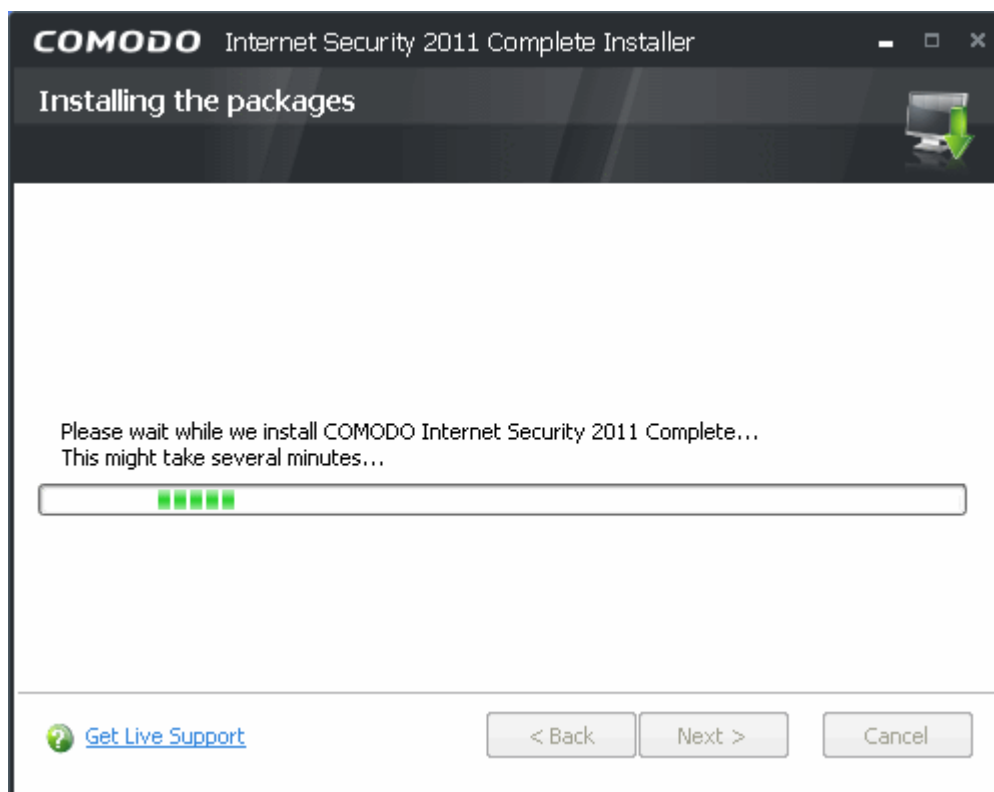 COMODO Internet Security 2011 Complete Installer
Installing the packages
Please wait while we install COMODO Internet Security 2011 Complete...
This might take several minutes...
Get Live Support
< Back
Next >
Cancel